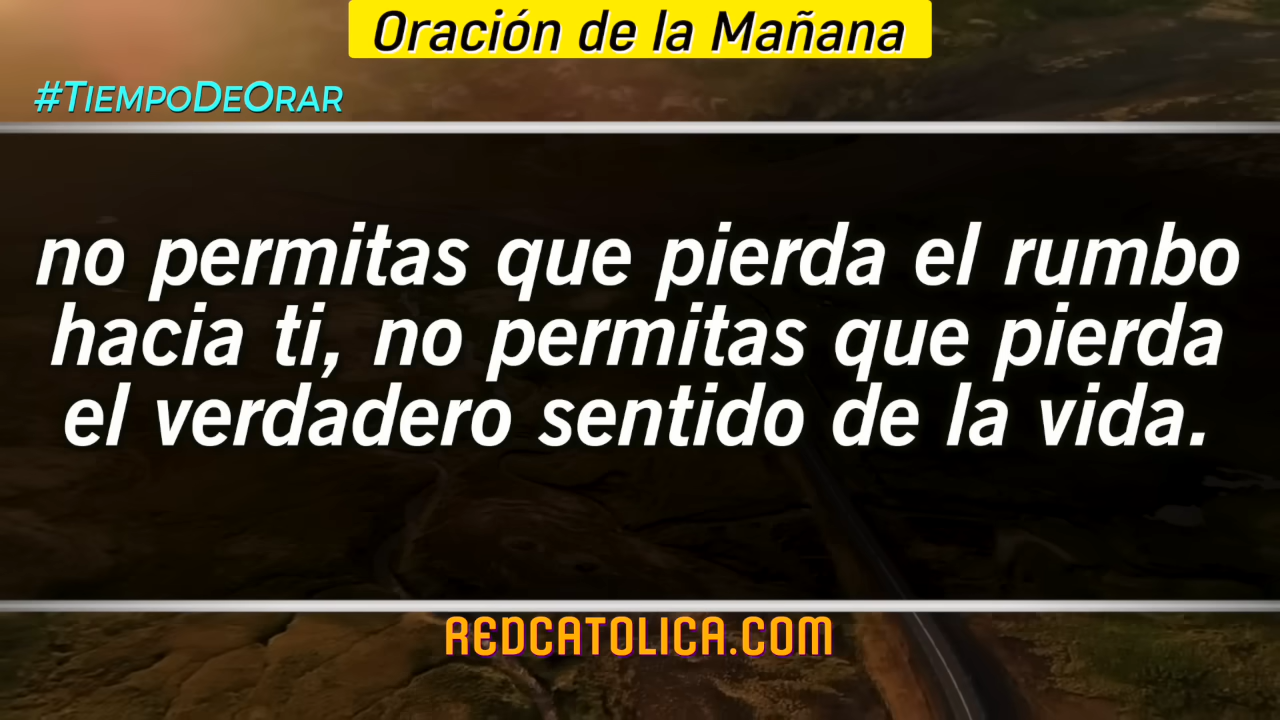 Oración de la Mañana
#TiempoDeOrar
no permitas que pierda el rumbo
hacia ti, no permitas que pierda
el verdadero sentido de la vida.
REDCATOLICA.COM